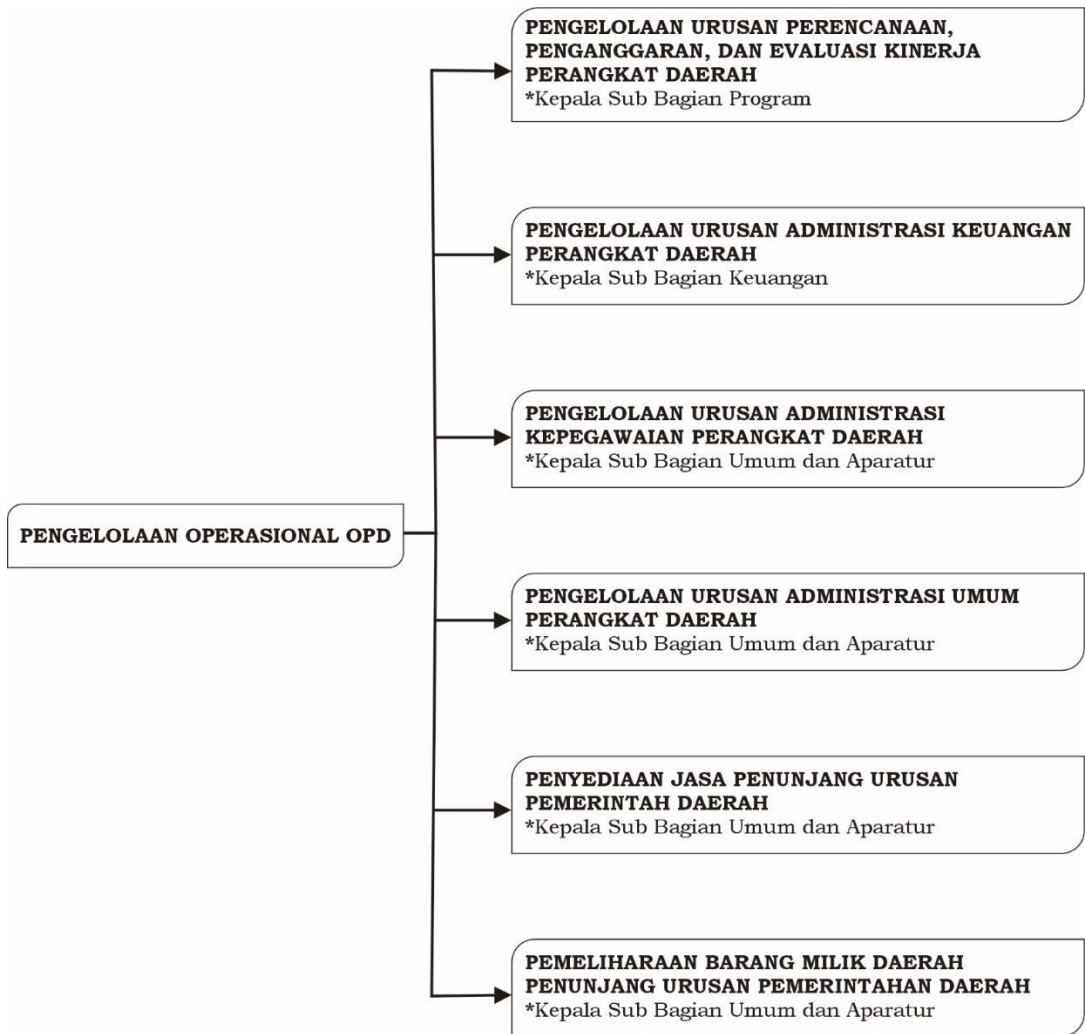 PENGELOLAAN URUSAN PERENCANAAN,
PENGANGGARAN, DAN EVALUASI KINERJA
PERANGKAT DAERAH
*Kepala Sub Bagian Program
PENGELOLAAN URUSAN ADMINISTRASI KEUANGAN
PERANGKAT DAERAH
*Kepala Sub Bagian Keuangan
PENGELOLAAN URUSAN ADMINISTRASI
KEPEGAWAIAN PERANGKAT DAERAH
*Kepala Sub Bagian Umum dan Aparatur
PENGELOLAAN OPERASIONAL OPD
PENGELOLAAN URUSAN ADMINISTRASI UMUM
PERANGKAT DAERAH
*Kepala Sub Bagian Umum dan Aparatur
PENYEDIAAN JASA PENUNJANG URUSAN
PEMERINTAH DAERAH
*Kepala Sub Bagian Umum dan Aparatur
PEMELIHARAAN BARANG MILIK DAERAH
PENUNJANG URUSAN PEMERINTAHAN DAERAH
*Kepala Sub Bagian Umum dan Aparatur